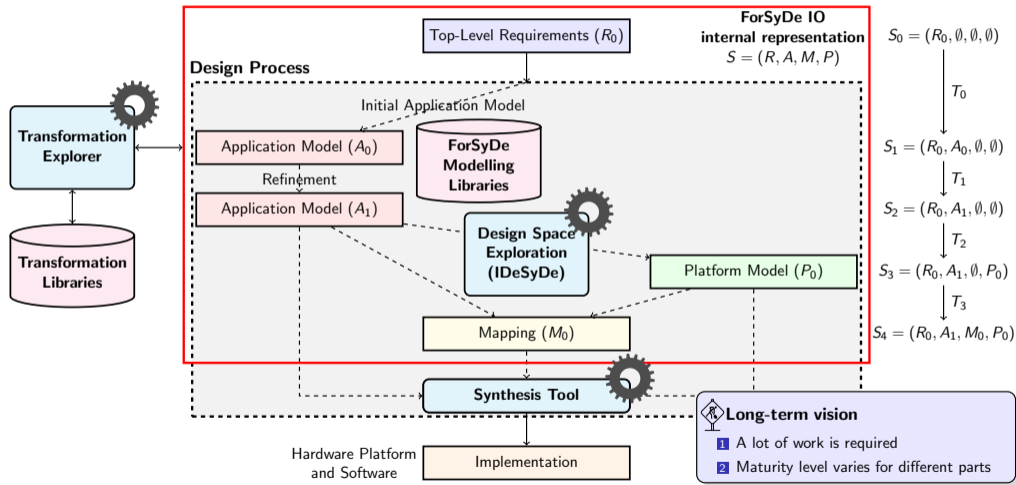 Top-Level Requirements (R₀)
ForSyDe IO
internal representation
S = (R, A, M, P)
Design Process
Initial Application Model
Transformation
Explorer
Application Model (A₀)
ForSyDe
Modelling
Libraries
Refinement
Application Model (A₁)
Transformation
Libraries
Design Space
Exploration
(IDeSyDe)
Platform Model (P₀)
Mapping (M₀)
Synthesis Tool
Hardware Platform
and Software
Implementation
S₀ = (R₀, ∅, ∅, ∅)
T₀
S₁ = (R₀, A₀, ∅, ∅)
T₁
S₂ = (R₀, A₁, ∅, ∅)
T₂
S₃ = (R₀, A₁, ∅, P₀)
T₃
S₄ = (R₀, A₁, M₀, P₀)
Long-term vision
1 A lot of work is required
2 Maturity level varies for different parts